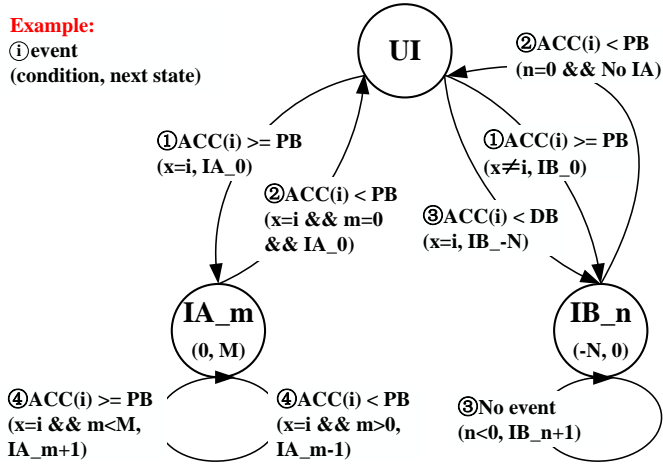 Example:
ⓘevent
(condition, next state)
UI
②ACC(i) < PB
(n=0 && No IA)
①ACC(i) >= PB
(x=i, IA_0)
②ACC(i) < PB
(x=i && m=0
&& IA_0)
①ACC(i) >= PB
(x≠i, IB_0)
③ACC(i) < DB
(x=i, IB_-N)
IA_m
(0, M)
IB_n
(-N, 0)
④ACC(i) >= PB
(x=i && m<M,
IA_m+1)
④ACC(i) < PB
(x=i && m>0,
IA_m-1)
③No event
(n<0, IB_n+1)